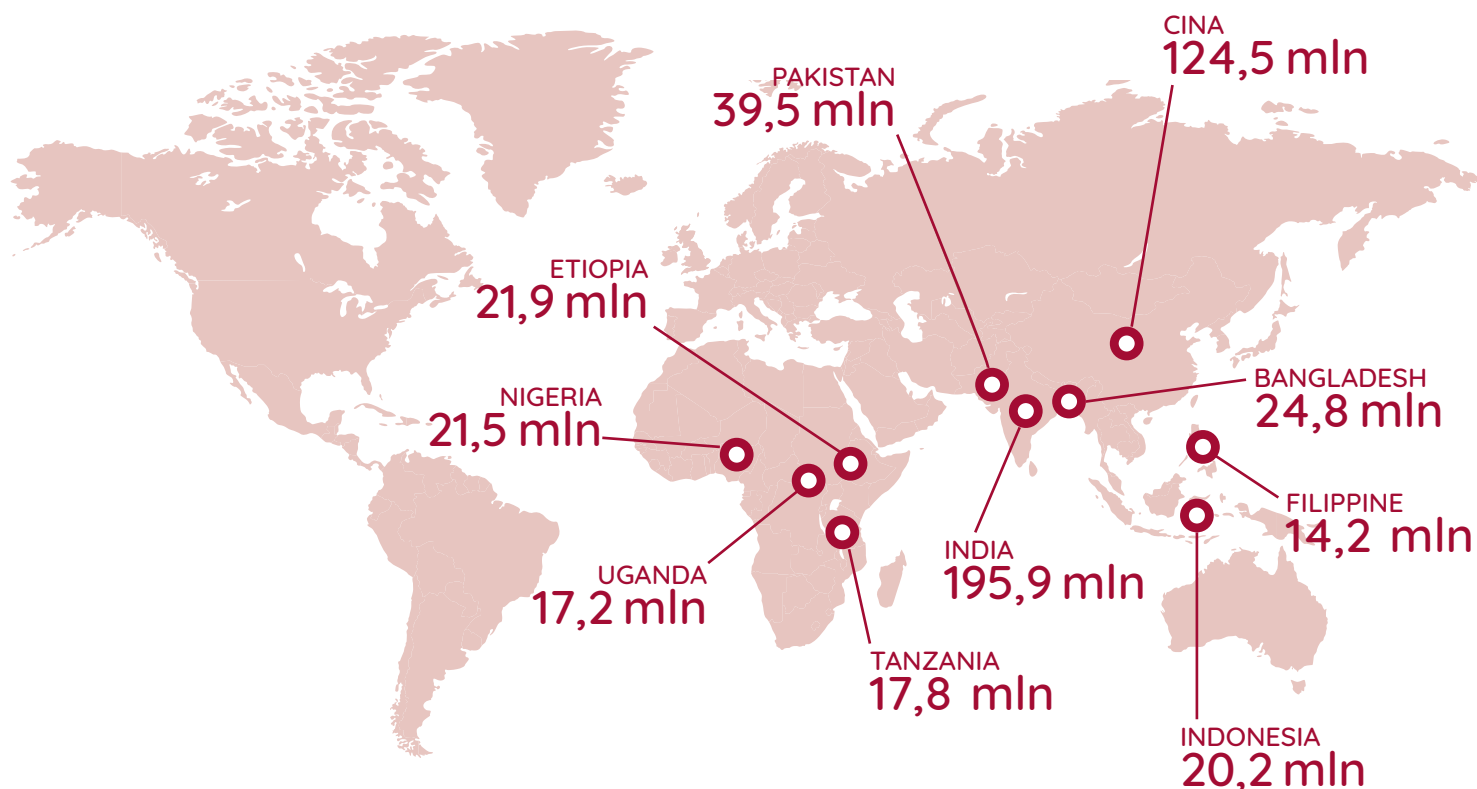 CINA
124,5 mln
PAKISTAN
39,5 mln
ETIOPIA
21,9 mln
BANGLADESH
24,8 mln
NIGERIA
21,5 mln
FILIPPINE
14,2 mln
INDIA
195,9 mln
UGANDA
17,2 mln
TANZANIA
17,8 mln
INDONESIA
20,2 mln